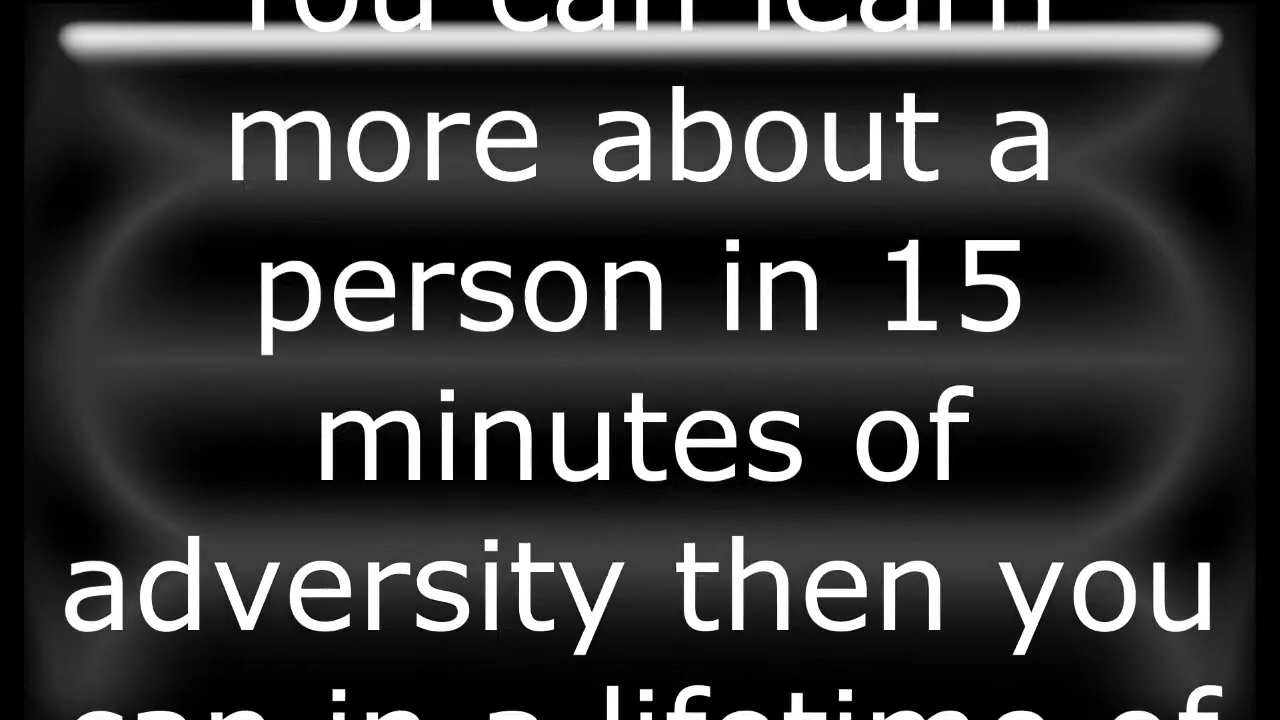 You can learn
more about a
person in 15
minutes of
adversity then you
can in a lifetime of